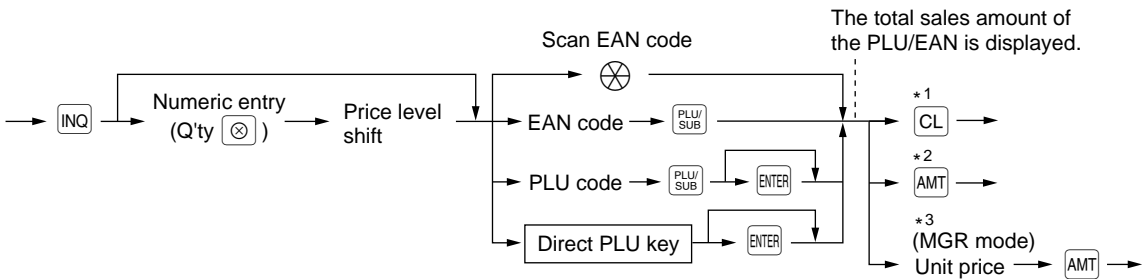 The total sales amount of
the PLU/EAN is displayed.
Scan EAN code
INQ
Numeric entry
(Q'ty ⊗ )
Price level
shift
EAN code
PLU/
SUB
PLU code
PLU/
SUB
ENTER
Direct PLU key
ENTER
*1
CL
*2
AMT
*3
(MGR mode)
Unit price
AMT